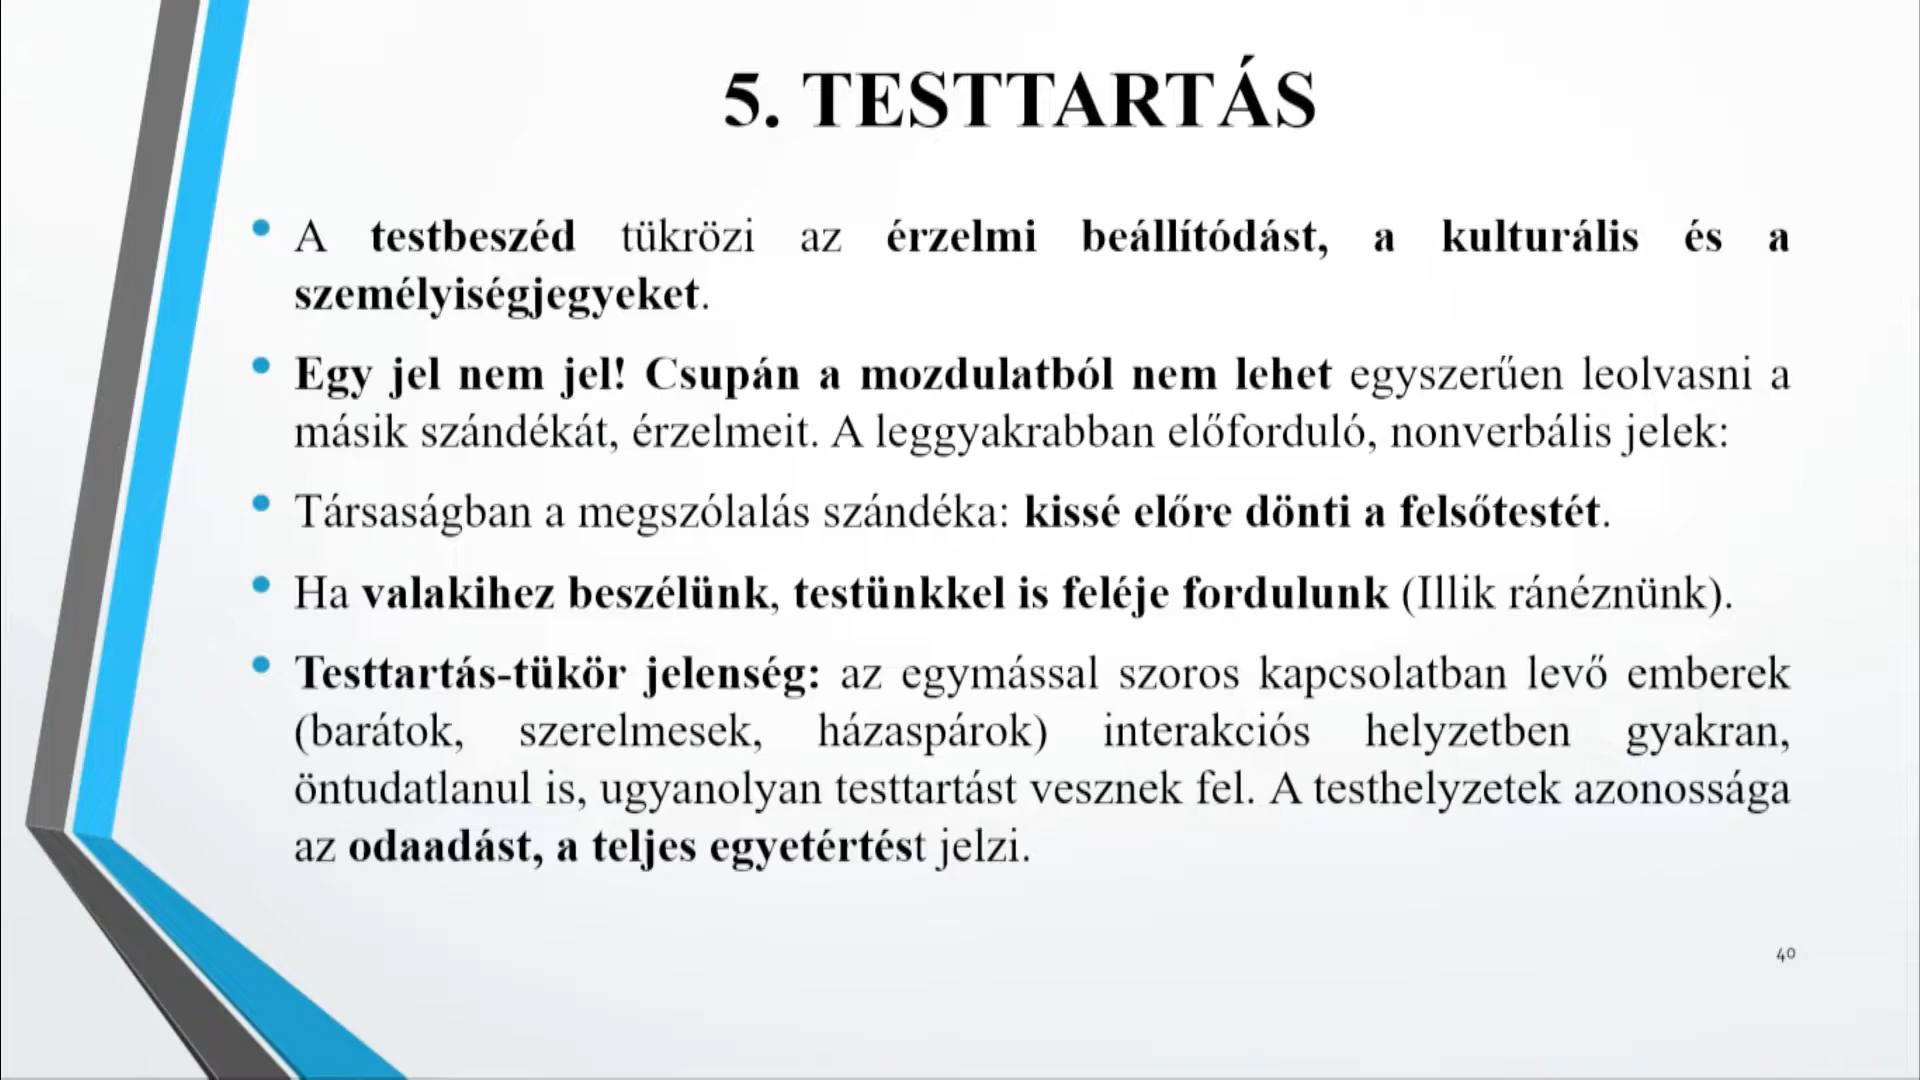 5. TESTTARTÁS
• A testbeszéd tükrözi az érzelmi beállítódást, a kulturális és a
személyiségjegyeket.
• Egy jel nem jel! Csupán a mozdulatból nem lehet egyszerűen leolvasni a
másik szándékát, érzelmeit. A leggyakrabban előforduló, nonverbális jelek:
• Társaságban a megszólalás szándéka: kissé előre dönti a felsőtestét.
• Ha valakihez beszélünk, testünkkel is feléje fordulunk (Illik ránéznünk).
• Testtartás-tükör jelenség: az egymással szoros kapcsolatban levő emberek
(barátok, szerelmesek, házaspárok) interakciós helyzetben gyakran,
öntudatlanul is, ugyanolyan testtartást vesznek fel. A testhelyzetek azonossága
az odaadást, a teljes egyetértést jelzi.
40